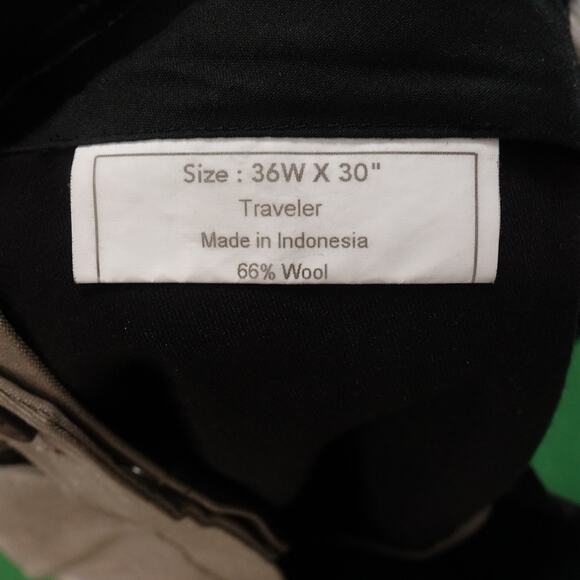 Size : 36W X 30"
Traveler
Made in Indonesia
66% Wool